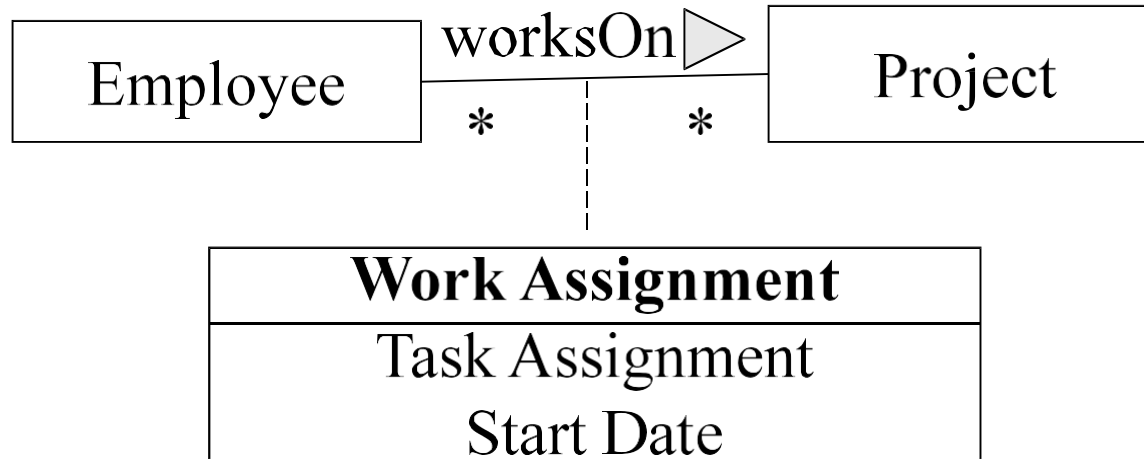 worksOn
Employee
Project
* *
Work Assignment
Task Assignment
Start Date